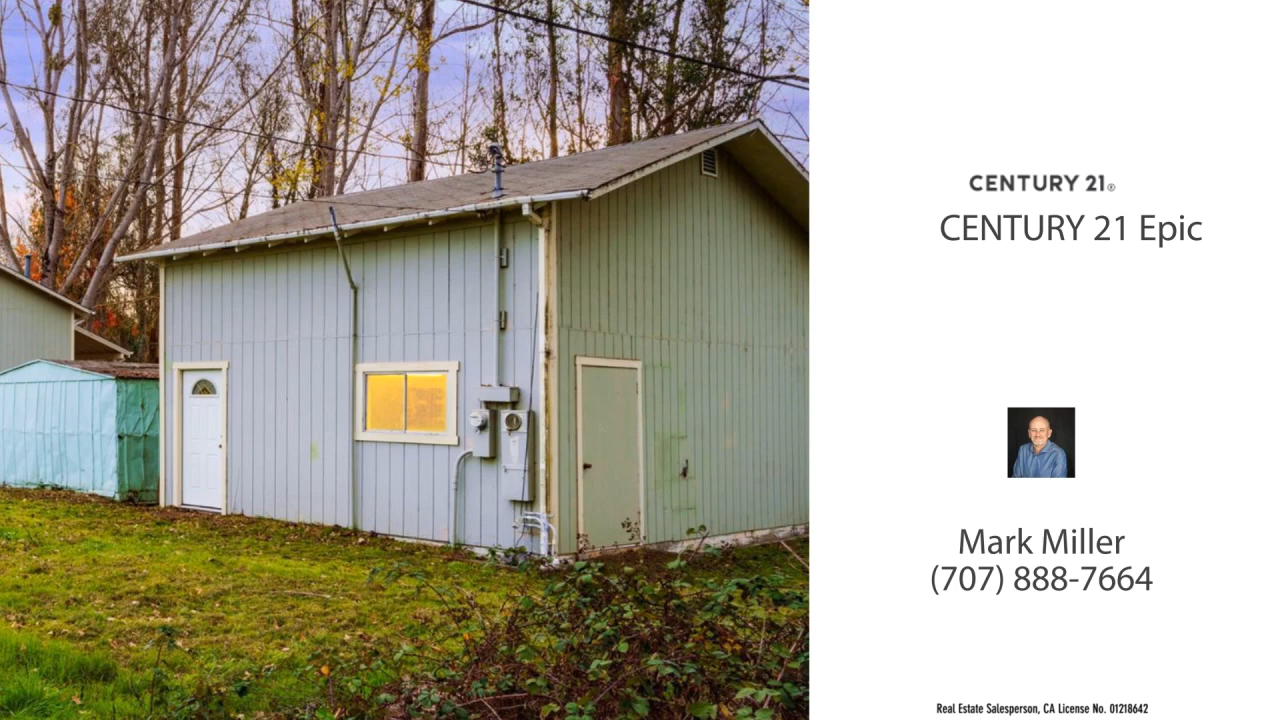 CENTURY 21®
CENTURY 21 Epic
Mark Miller
(707) 888-7664
Real Estate Salesperson, CA License No. 01218642